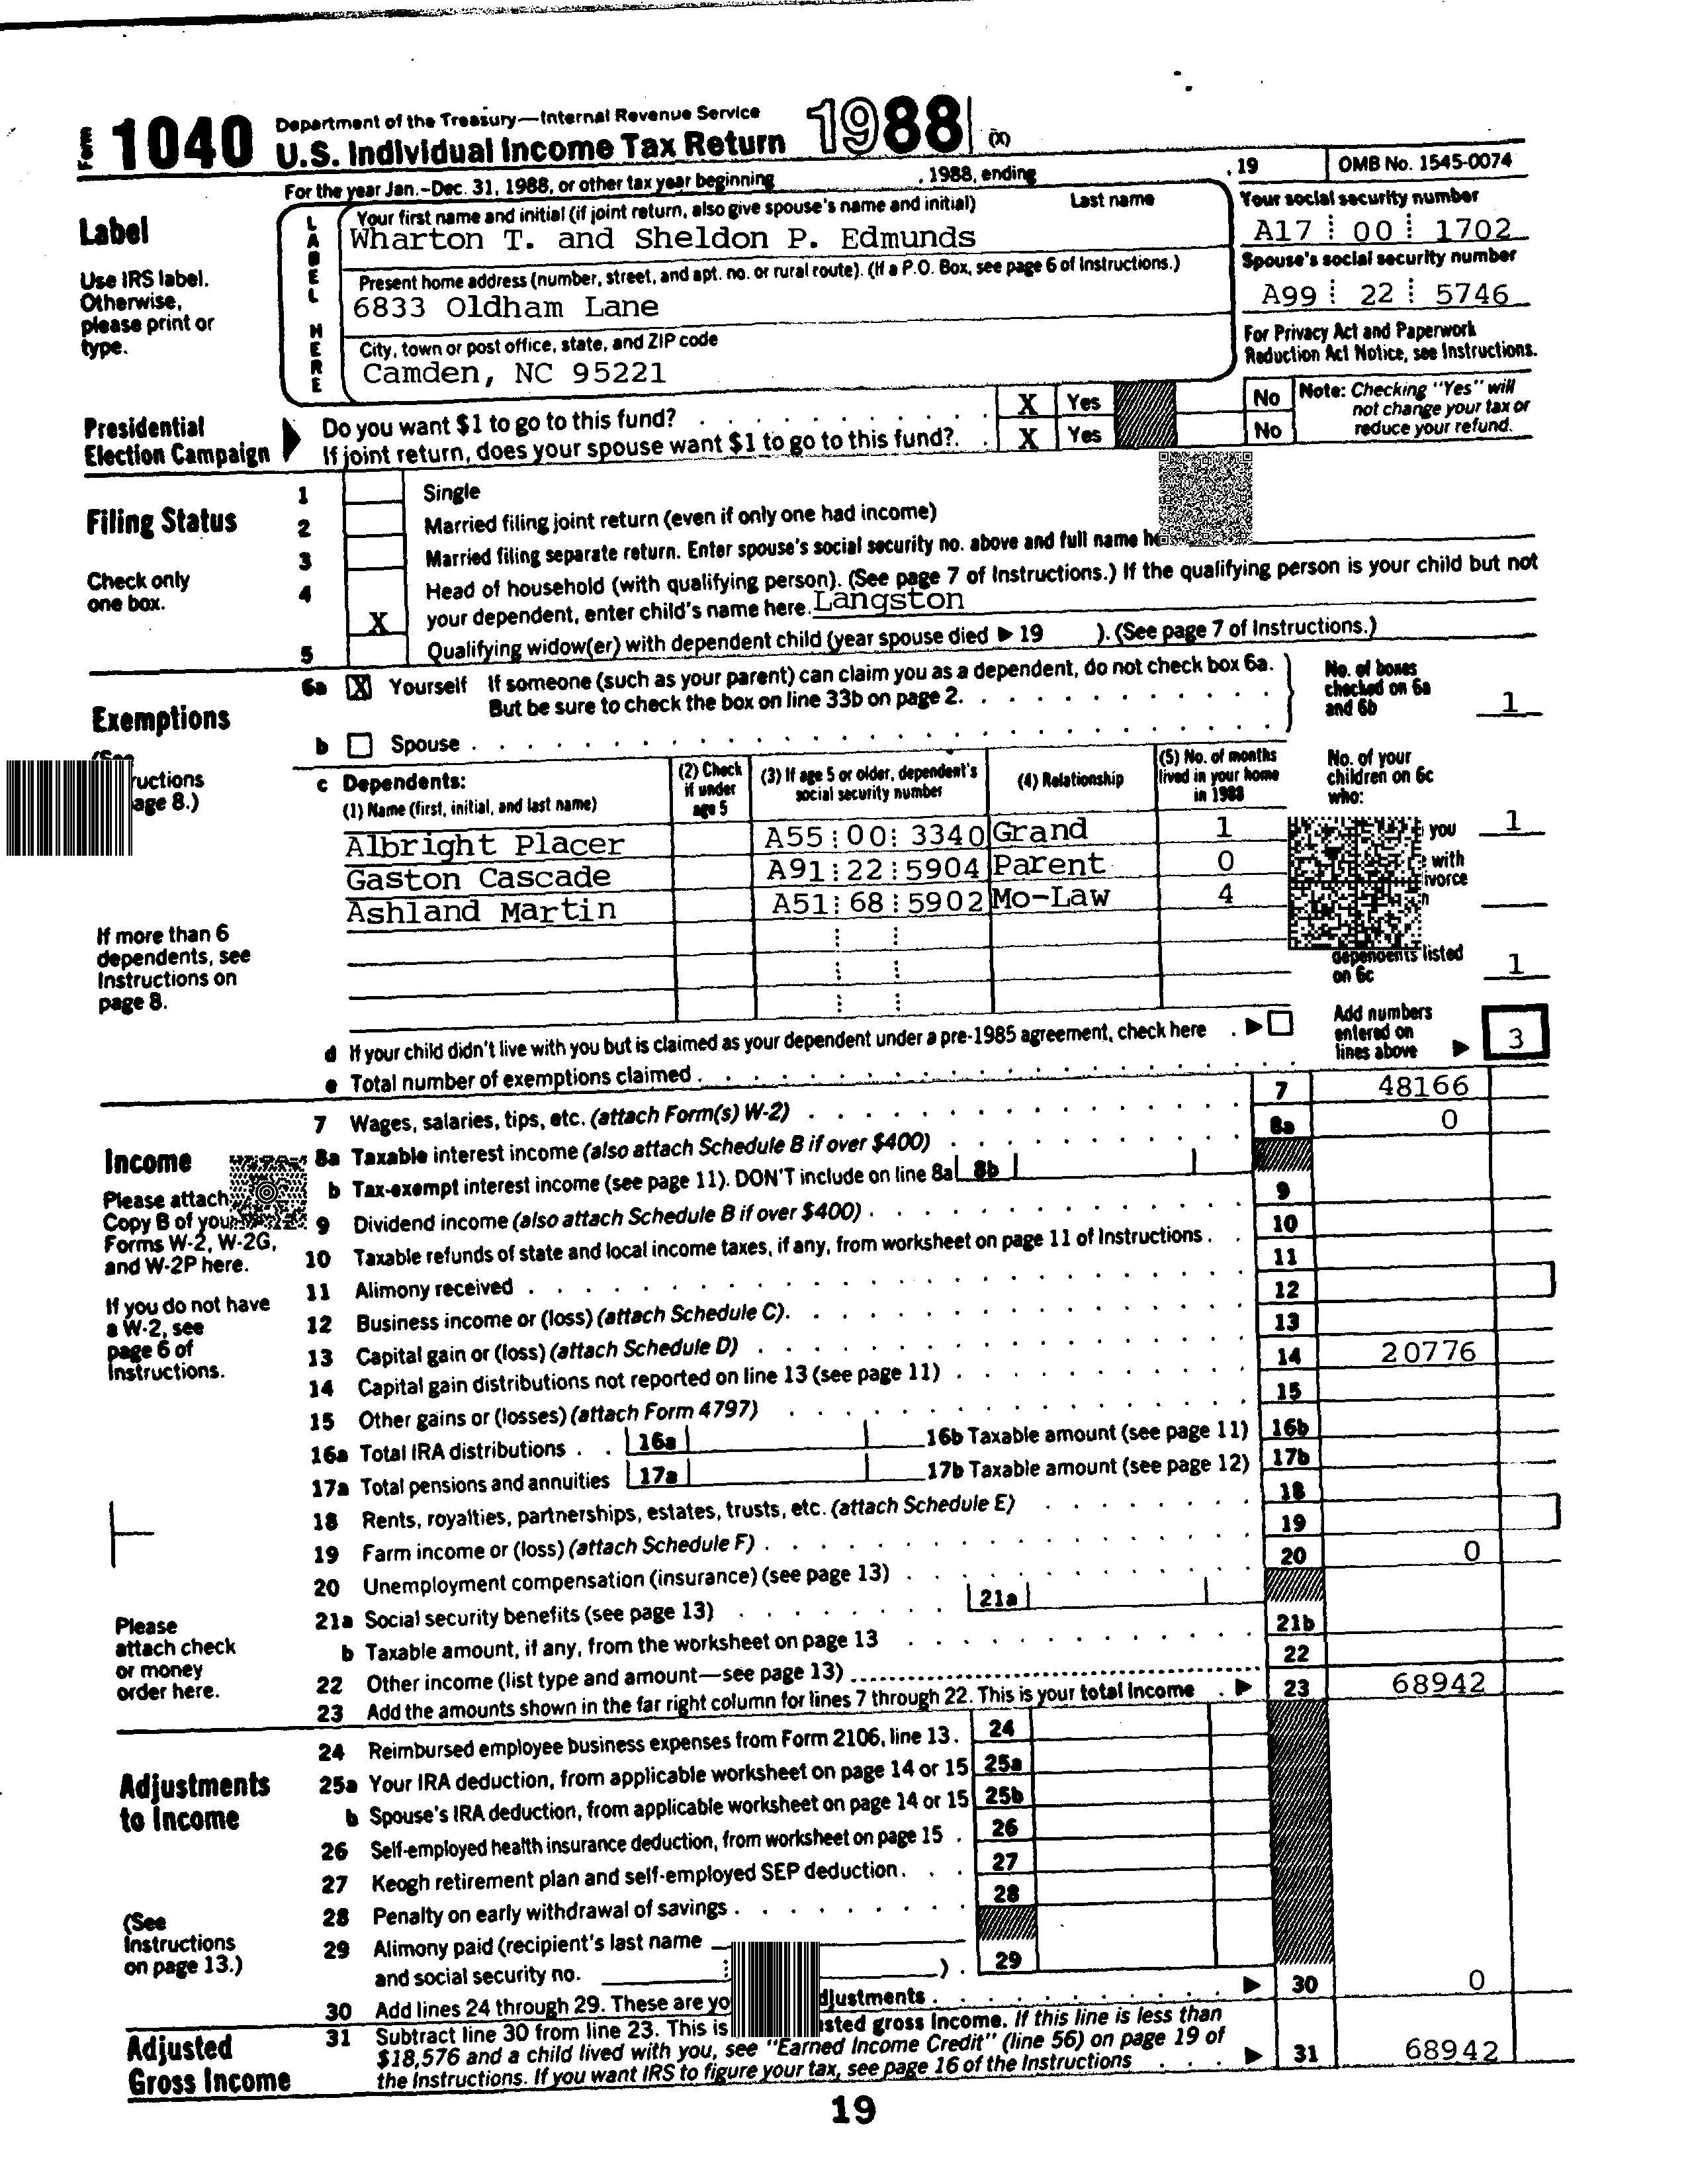 Form 1040 Department of the Treasury—Internal Revenue Service
U.S. Individual Income Tax Return 1988 (X)
For the year Jan.–Dec. 31, 1988, or other tax year beginning , 1988, ending , 19 OMB No. 1545-0074
Label
Use IRS label.
Otherwise,
please print or
type.
LABEL HERE
Your first name and initial (if joint return, also give spouse's name and initial) Last name
Wharton T. and Sheldon P. Edmunds
Present home address (number, street, and apt. no. or rural route). (If a P.O. Box, see page 6 of Instructions.)
6833 Oldham Lane
City, town or post office, state, and ZIP code
Camden, NC 95221
Your social security number
A17 00 1702
Spouse's social security number
A99 22 5746
For Privacy Act and Paperwork
Reduction Act Notice, see Instructions.
Presidential
Election Campaign
Do you want $1 to go to this fund? X Yes No
If joint return, does your spouse want $1 to go to this fund?. X Yes No
Note: Checking "Yes" will
not change your tax or
reduce your refund.
Filing Status
Check only
one box.
1 Single
2 Married filing joint return (even if only one had income)
3 Married filing separate return. Enter spouse's social security no. above and full name
4 Head of household (with qualifying person). (See page 7 of Instructions.) If the qualifying person is your child but not
X your dependent, enter child's name here. Langston
5 Qualifying widow(er) with dependent child (year spouse died ▶ 19 ). (See page 7 of Instructions.)
Exemptions
(See
ructions
age 8.)
If more than 6
dependents, see
Instructions on
page 8.
6a X Yourself If someone (such as your parent) can claim you as a dependent, do not check box 6a.
But be sure to check the box on line 33b on page 2.
b Spouse
No. of boxes
checked on 6a
and 6b 1
c Dependents:
(1) Name (first, initial, and last name)
(2) Check
if under
age 5
(3) If age 5 or older, dependent's
social security number
(4) Relationship
(5) No. of months
lived in your home
in 1988
Albright Placer A55 00 3340 Grand 1
Gaston Cascade A91 22 5904 Parent 0
Ashland Martin A51 68 5902 Mo-Law 4
No. of your
children on 6c
who:
you 1
with
ivorce
dependents listed
on 6c 1
d If your child didn't live with you but is claimed as your dependent under a pre-1985 agreement, check here ▶
e Total number of exemptions claimed
Add numbers
entered on
lines above ▶ 3
Income
Please attach
Copy B of your
Forms W-2, W-2G,
and W-2P here.
If you do not have
a W-2, see
page 6 of
Instructions.
Please
attach check
or money
order here.
7 Wages, salaries, tips, etc. (attach Form(s) W-2) 7 48166
8a Taxable interest income (also attach Schedule B if over $400) 8a 0
b Tax-exempt interest income (see page 11). DON'T include on line 8a 8b
9 Dividend income (also attach Schedule B if over $400) 9
10 Taxable refunds of state and local income taxes, if any, from worksheet on page 11 of Instructions 10
11 Alimony received 11
12 Business income or (loss) (attach Schedule C) 12
13 Capital gain or (loss) (attach Schedule D) 13
14 Capital gain distributions not reported on line 13 (see page 11) 14 20776
15 Other gains or (losses) (attach Form 4797) 15
16a Total IRA distributions 16a 16b Taxable amount (see page 11) 16b
17a Total pensions and annuities 17a 17b Taxable amount (see page 12) 17b
18 Rents, royalties, partnerships, estates, trusts, etc. (attach Schedule E) 18
19 Farm income or (loss) (attach Schedule F) 19
20 Unemployment compensation (insurance) (see page 13) 20 0
21a Social security benefits (see page 13) 21a
b Taxable amount, if any, from the worksheet on page 13 21b
22 Other income (list type and amount—see page 13) 22
23 Add the amounts shown in the far right column for lines 7 through 22. This is your total income ▶ 23 68942
Adjustments
to Income
(See
Instructions
on page 13.)
24 Reimbursed employee business expenses from Form 2106, line 13 24
25a Your IRA deduction, from applicable worksheet on page 14 or 15 25a
b Spouse's IRA deduction, from applicable worksheet on page 14 or 15 25b
26 Self-employed health insurance deduction, from worksheet on page 15 26
27 Keogh retirement plan and self-employed SEP deduction 27
28 Penalty on early withdrawal of savings 28
29 Alimony paid (recipient's last name
and social security no. ) 29
30 Add lines 24 through 29. These are yo djustments ▶ 30 0
Adjusted
Gross Income
31 Subtract line 30 from line 23. This is sted gross income. If this line is less than
$18,576 and a child lived with you, see "Earned Income Credit" (line 56) on page 19 of
the Instructions. If you want IRS to figure your tax, see page 16 of the Instructions ▶ 31 68942
19